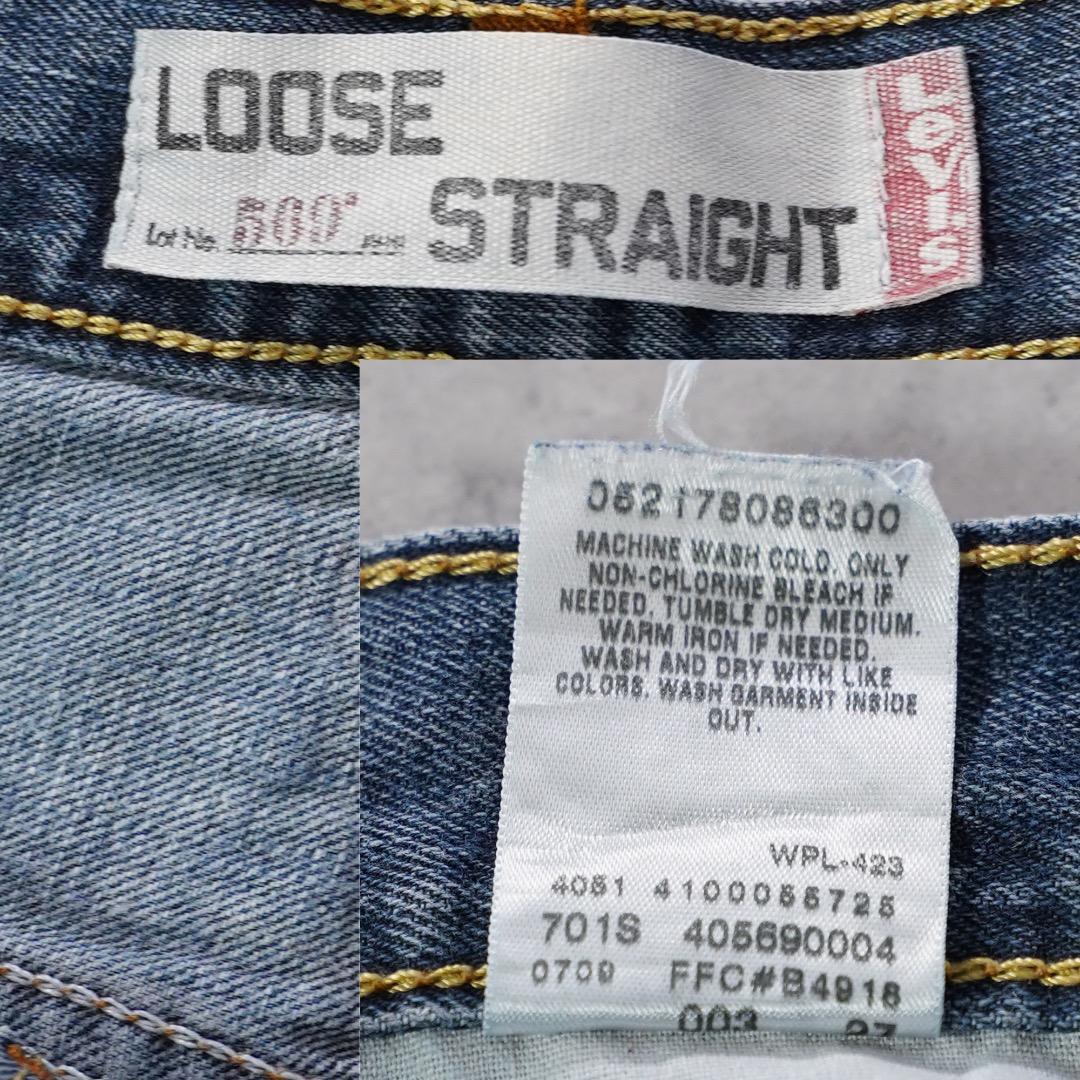 LOOSE
STRAIGHT
Lot No.
Levi's
052178086300
MACHINE WASH COLD. ONLY
NON-CHLORINE BLEACH IF
NEEDED. TUMBLE DRY MEDIUM.
WARM IRON IF NEEDED.
WASH AND DRY WITH LIKE
COLORS. WASH GARMENT INSIDE
OUT.
WPL-423
4051 4100055725
701S 405690004
0709 FFC#B4918
003